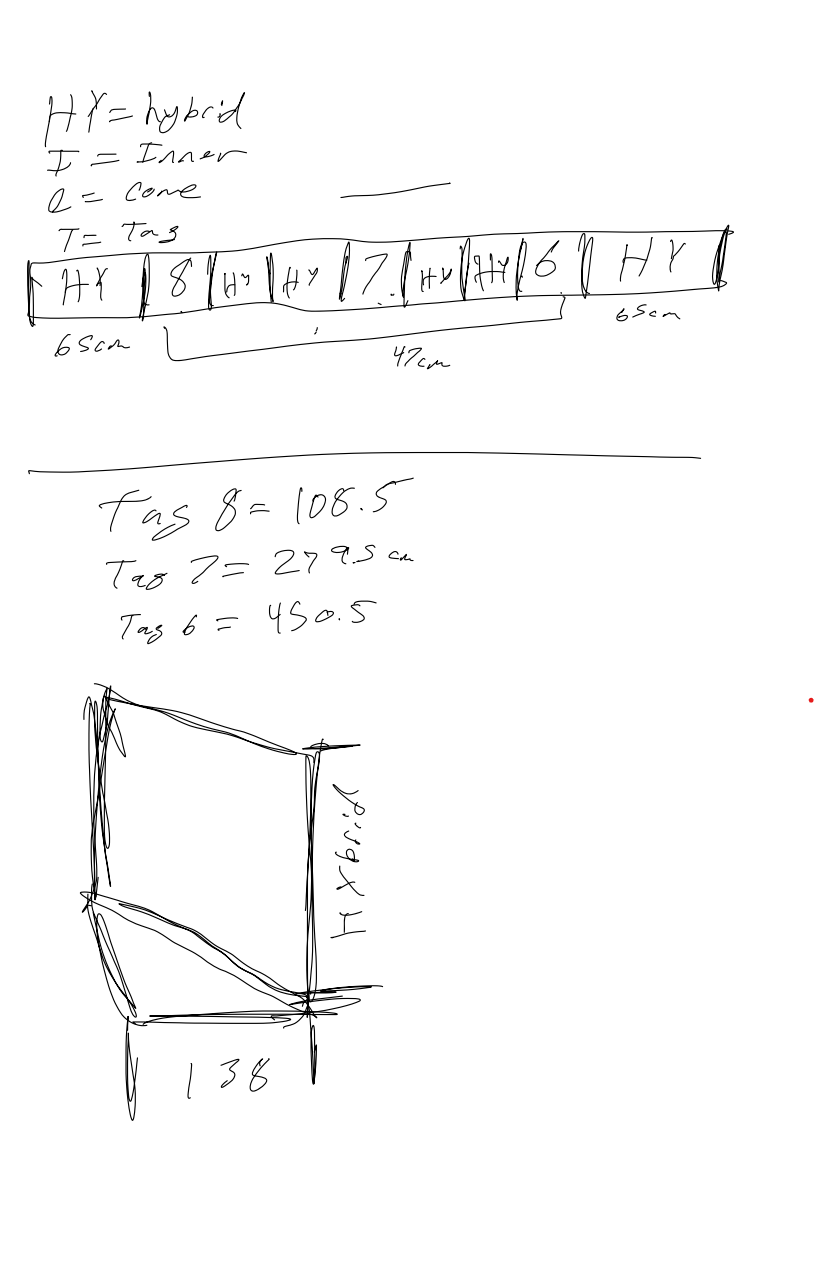 HY = hybrid
I = Inner
C = Cone
T = Tag
HY 8 HY HY 7 HY HY 6 HY
65cm 47cm 65cm
Tag 8 = 108.5
Tag 7 = 279.5 cm
Tag 6 = 450.5
Hybrid
138